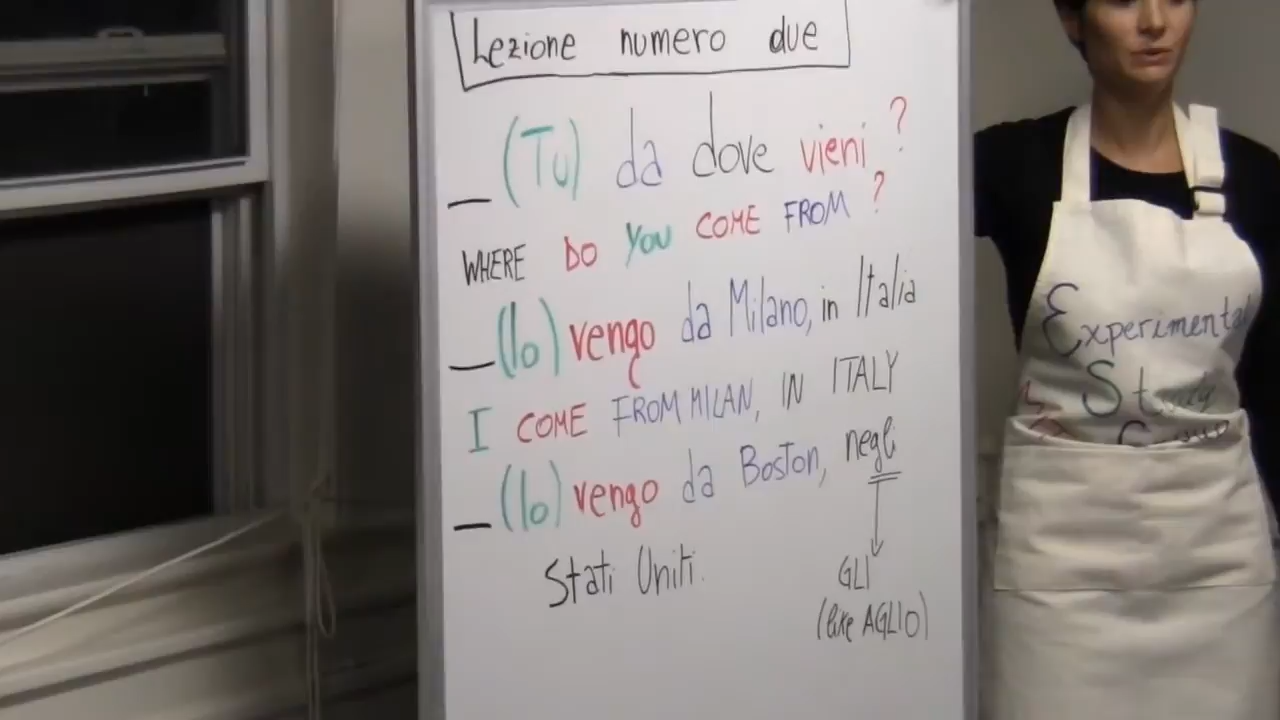 Lezione numero due
_ (Tu) da dove vieni ?
WHERE DO YOU COME FROM ?
_ (Io) vengo da Milano, in Italia
I COME FROM MILAN, IN ITALY
_ (Io) vengo da Boston, negli
Stati Uniti.
GLI
(like AGLIO)
Experimental